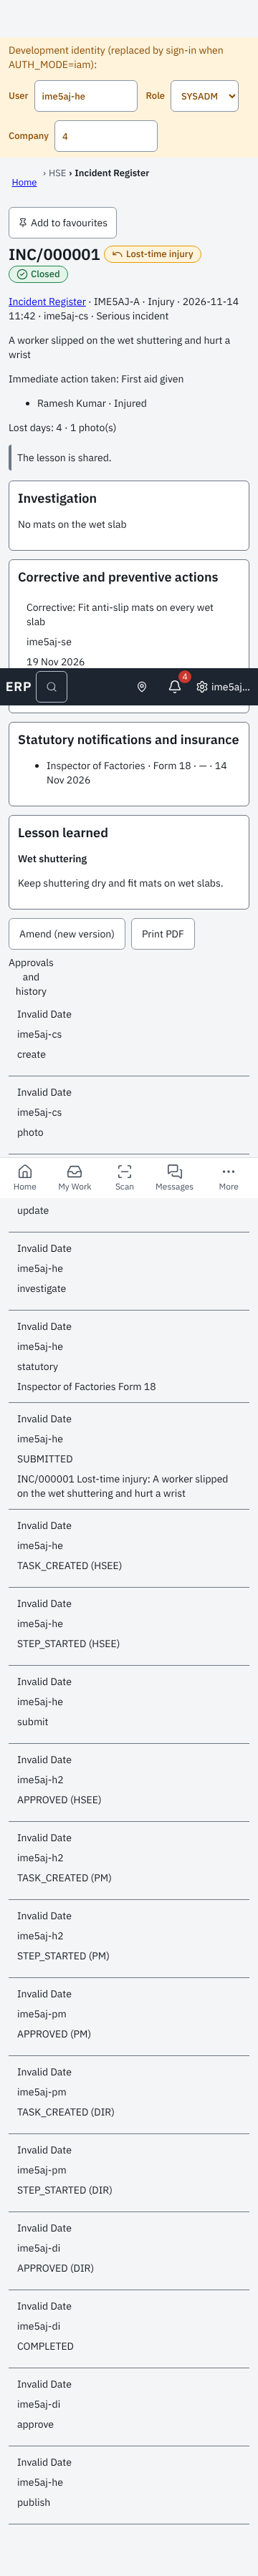 Development identity (replaced by sign-in when
AUTH_MODE=iam):
User ime5aj-he Role SYSADM
Company 4
Home › HSE › Incident Register
Add to favourites
INC/000001 Lost-time injury
Closed
Incident Register · IME5AJ-A · Injury · 2026-11-14
11:42 · ime5aj-cs · Serious incident
A worker slipped on the wet shuttering and hurt a
wrist
Immediate action taken: First aid given
Ramesh Kumar · Injured
Lost days: 4 · 1 photo(s)
The lesson is shared.
Investigation
No mats on the wet slab
Corrective and preventive actions
Corrective: Fit anti-slip mats on every wet
slab
ime5aj-se
19 Nov 2026
ERP 4 ime5aj...
Statutory notifications and insurance
Inspector of Factories · Form 18 · — · 14
Nov 2026
Lesson learned
Wet shuttering
Keep shuttering dry and fit mats on wet slabs.
Amend (new version) Print PDF
Approvals
and
history
Invalid Date
ime5aj-cs
create
Invalid Date
ime5aj-cs
photo
Home My Work Scan Messages More
update
Invalid Date
ime5aj-he
investigate
Invalid Date
ime5aj-he
statutory
Inspector of Factories Form 18
Invalid Date
ime5aj-he
SUBMITTED
INC/000001 Lost-time injury: A worker slipped
on the wet shuttering and hurt a wrist
Invalid Date
ime5aj-he
TASK_CREATED (HSEE)
Invalid Date
ime5aj-he
STEP_STARTED (HSEE)
Invalid Date
ime5aj-he
submit
Invalid Date
ime5aj-h2
APPROVED (HSEE)
Invalid Date
ime5aj-h2
TASK_CREATED (PM)
Invalid Date
ime5aj-h2
STEP_STARTED (PM)
Invalid Date
ime5aj-pm
APPROVED (PM)
Invalid Date
ime5aj-pm
TASK_CREATED (DIR)
Invalid Date
ime5aj-pm
STEP_STARTED (DIR)
Invalid Date
ime5aj-di
APPROVED (DIR)
Invalid Date
ime5aj-di
COMPLETED
Invalid Date
ime5aj-di
approve
Invalid Date
ime5aj-he
publish